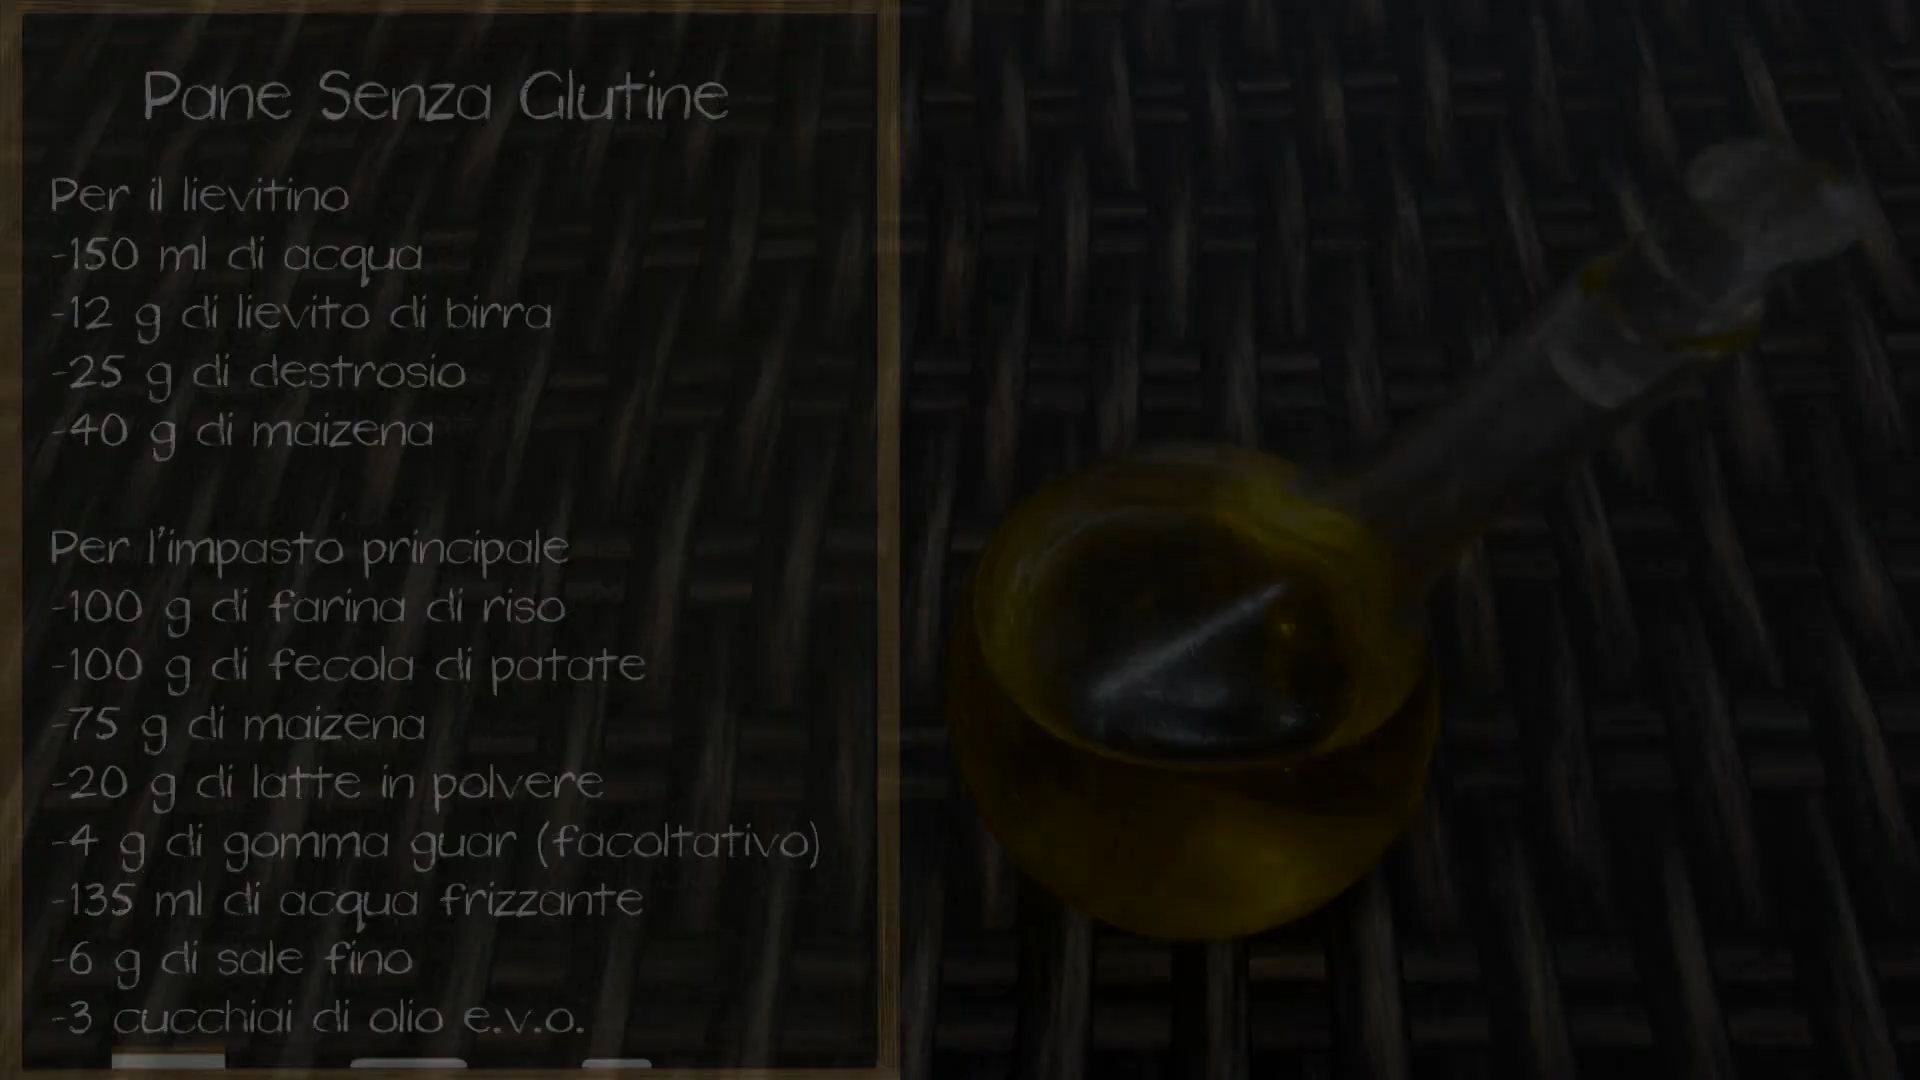 Pane Senza Glutine
Per il lievitino
-150 ml di acqua
-12 g di lievito di birra
-25 g di destrosio
-40 g di maizena
Per l'impasto principale
-100 g di farina di riso
-100 g di fecola di patate
-75 g di maizena
-20 g di latte in polvere
-4 g di gomma guar (facoltativo)
-135 ml di acqua frizzante
-6 g di sale fino
-3 cucchiai di olio e.v.o.